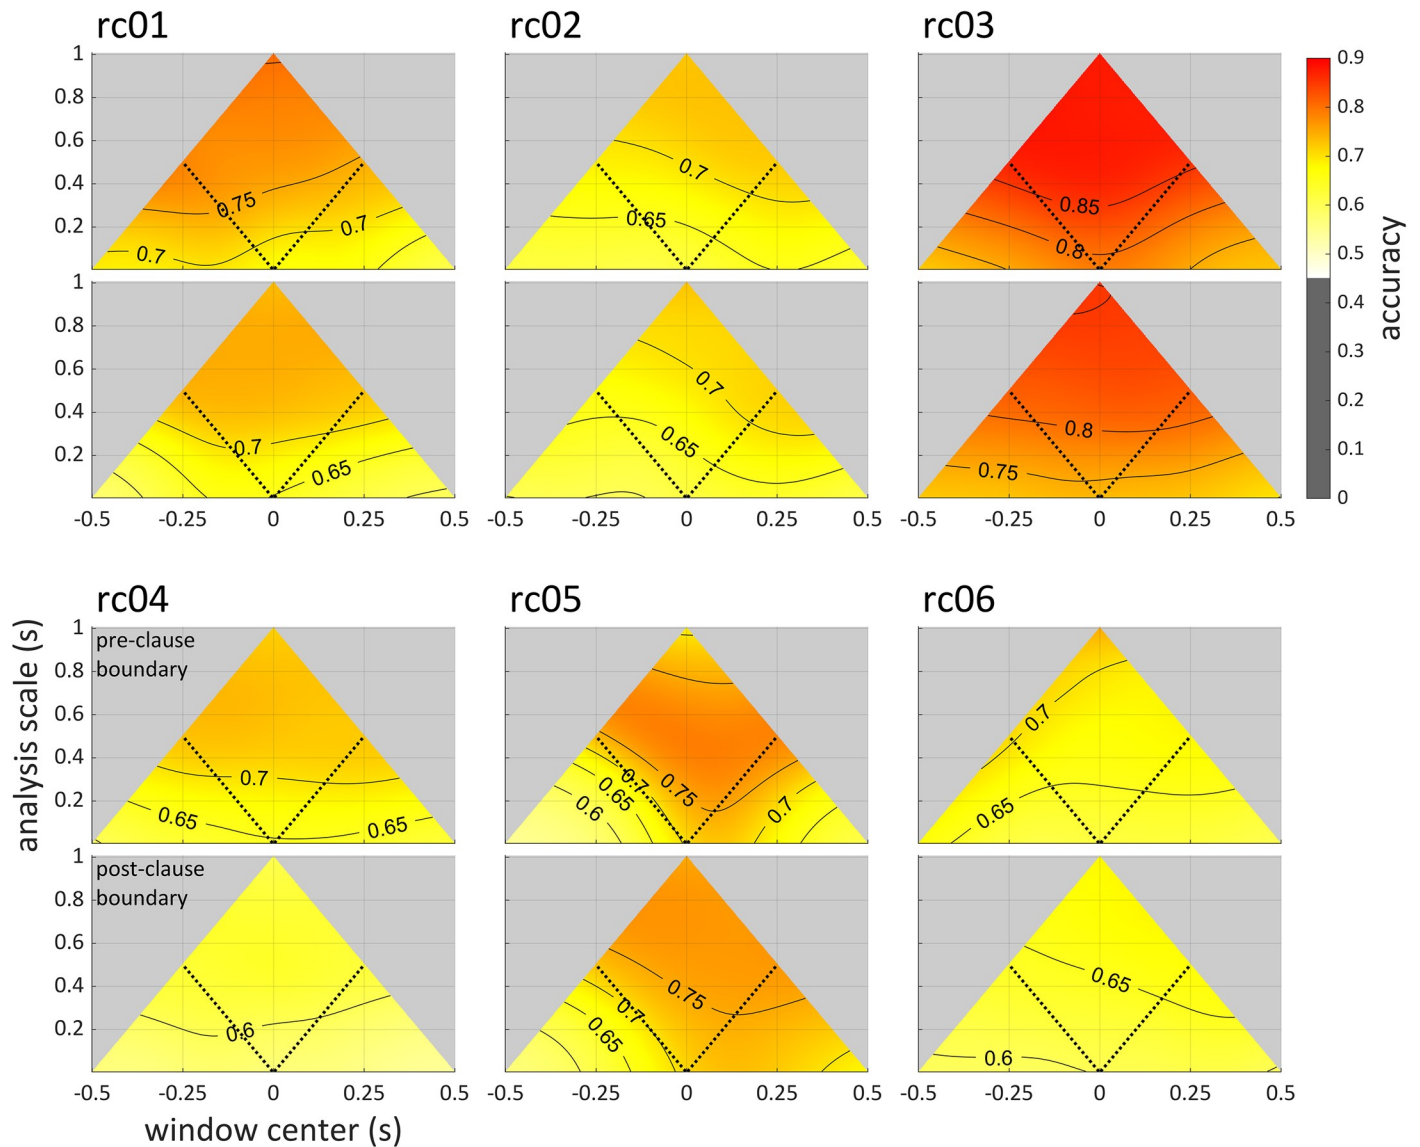 rc01 rc02 rc03
1 0.8 0.6 0.4 0.2
0.75 0.7 0.7
0.7 0.65
0.85 0.8
0.9 0.8 0.7 0.6 0.5 0.4 0.3 0.2 0.1 0
accuracy
1 0.8 0.6 0.4 0.2
0.7 0.65
0.7 0.65
0.8 0.75
-0.5 -0.25 0 0.25 0.5
-0.5 -0.25 0 0.25 0.5
-0.5 -0.25 0 0.25 0.5
rc04 rc05 rc06
analysis scale (s)
1 0.8 0.6 0.4 0.2
pre-clause
boundary
0.7 0.65 0.65
0.7 0.75 0.65 0.6 0.7
0.7 0.65
1 0.8 0.6 0.4 0.2
post-clause
boundary
0.6
0.75 0.7 0.65
0.65 0.6
-0.5 -0.25 0 0.25 0.5
-0.5 -0.25 0 0.25 0.5
-0.5 -0.25 0 0.25 0.5
window center (s)